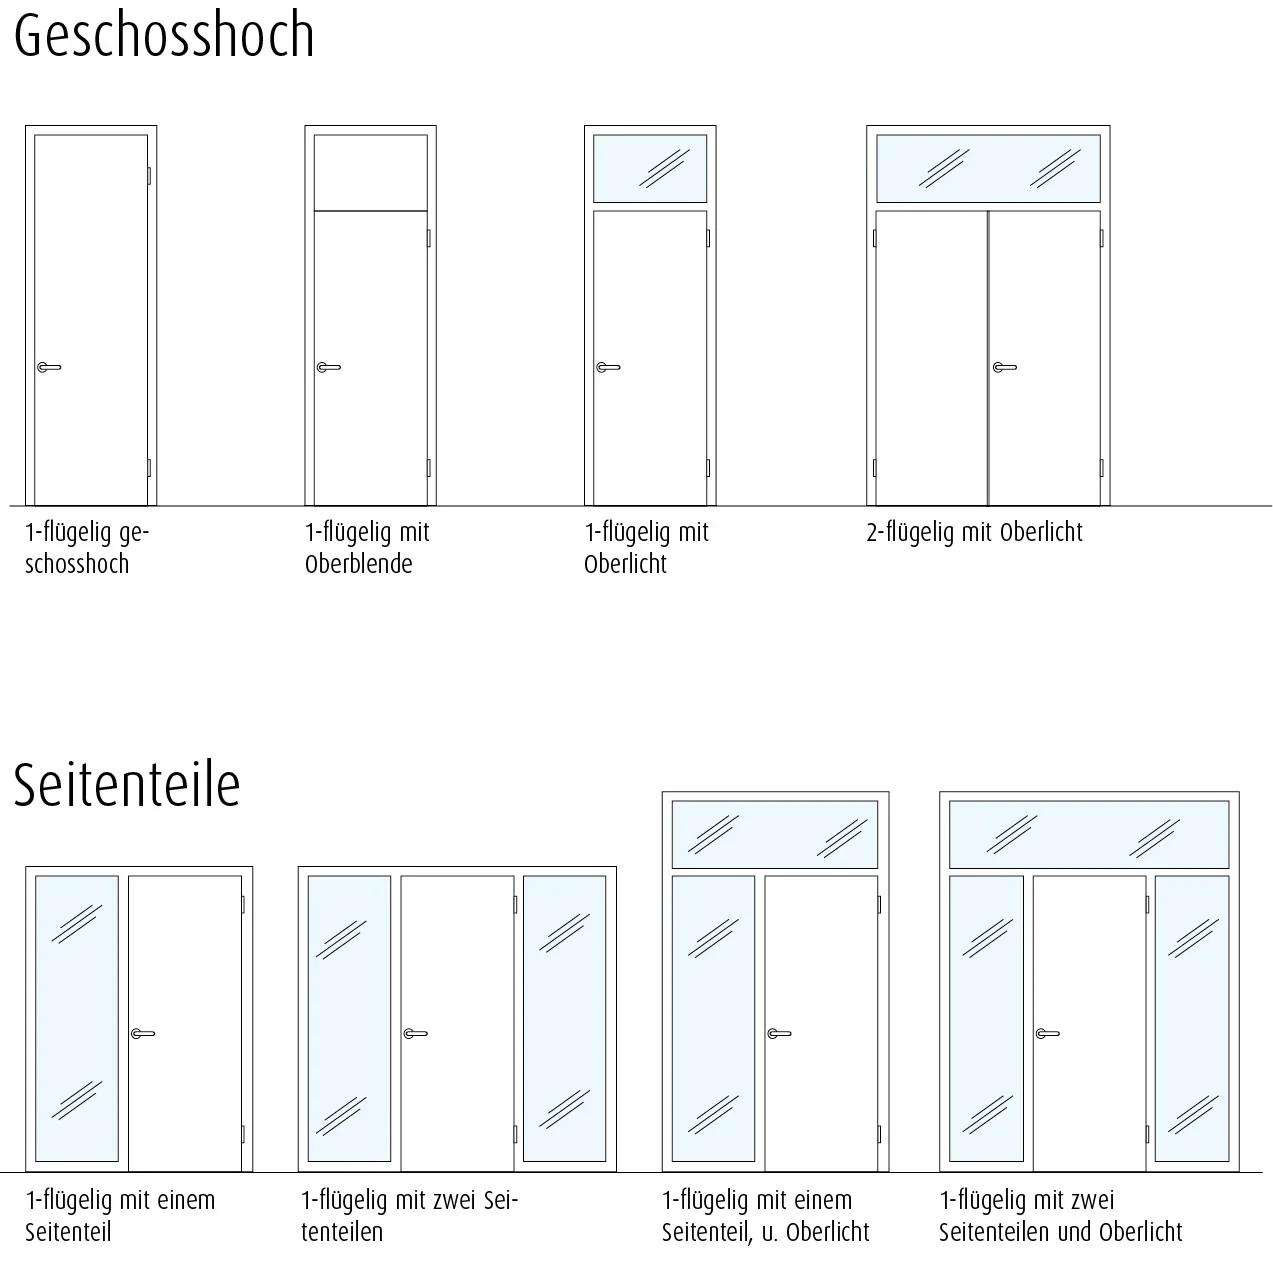 Geschosshoch
1-flügelig ge-
schosshoch
1-flügelig mit
Oberblende
1-flügelig mit
Oberlicht
2-flügelig mit Oberlicht
Seitenteile
1-flügelig mit einem
Seitenteil
1-flügelig mit zwei Sei-
tenteilen
1-flügelig mit einem
Seitenteil, u. Oberlicht
1-flügelig mit zwei
Seitenteilen und Oberlicht